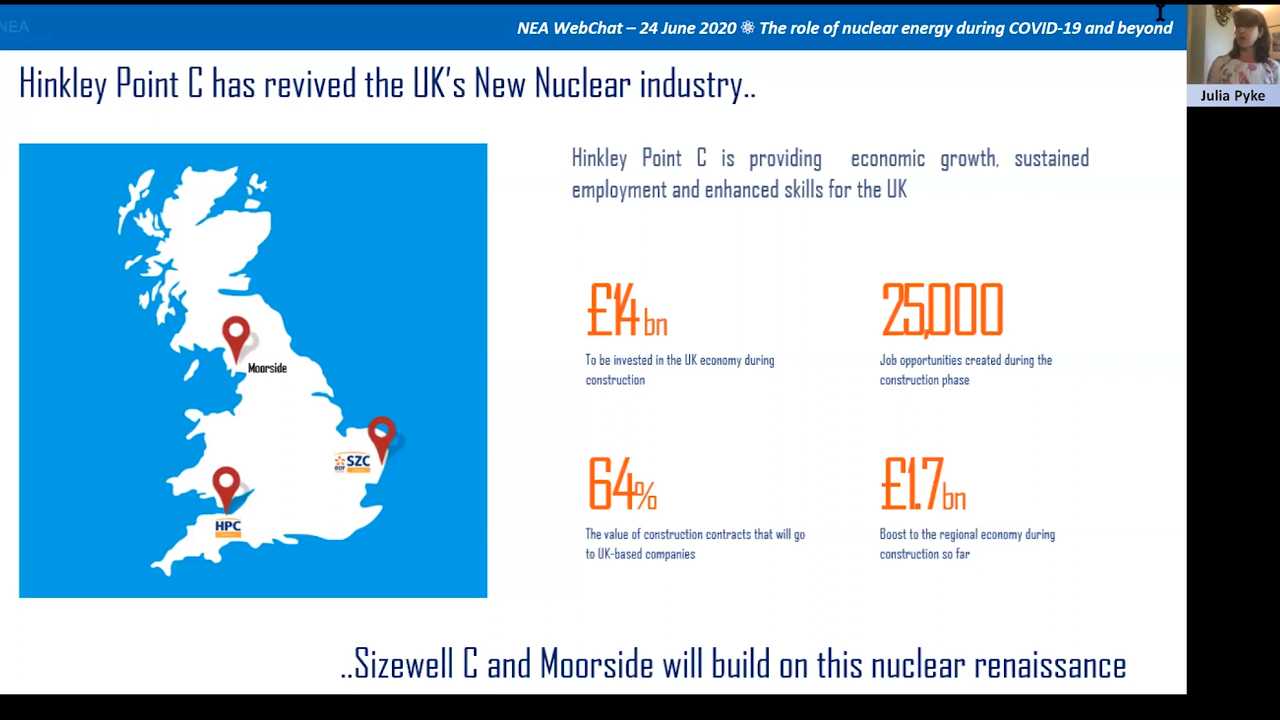 NEA
NEA WebChat – 24 June 2020 ⚛ The role of nuclear energy during COVID-19 and beyond
Julia Pyke
Hinkley Point C has revived the UK's New Nuclear industry..
Moorside
EDF SZC
HPC
Hinkley Point C is providing economic growth, sustained
employment and enhanced skills for the UK
£14bn
To be invested in the UK economy during
construction
25,000
Job opportunities created during the
construction phase
64%
The value of construction contracts that will go
to UK-based companies
£1.7bn
Boost to the regional economy during
construction so far
..Sizewell C and Moorside will build on this nuclear renaissance